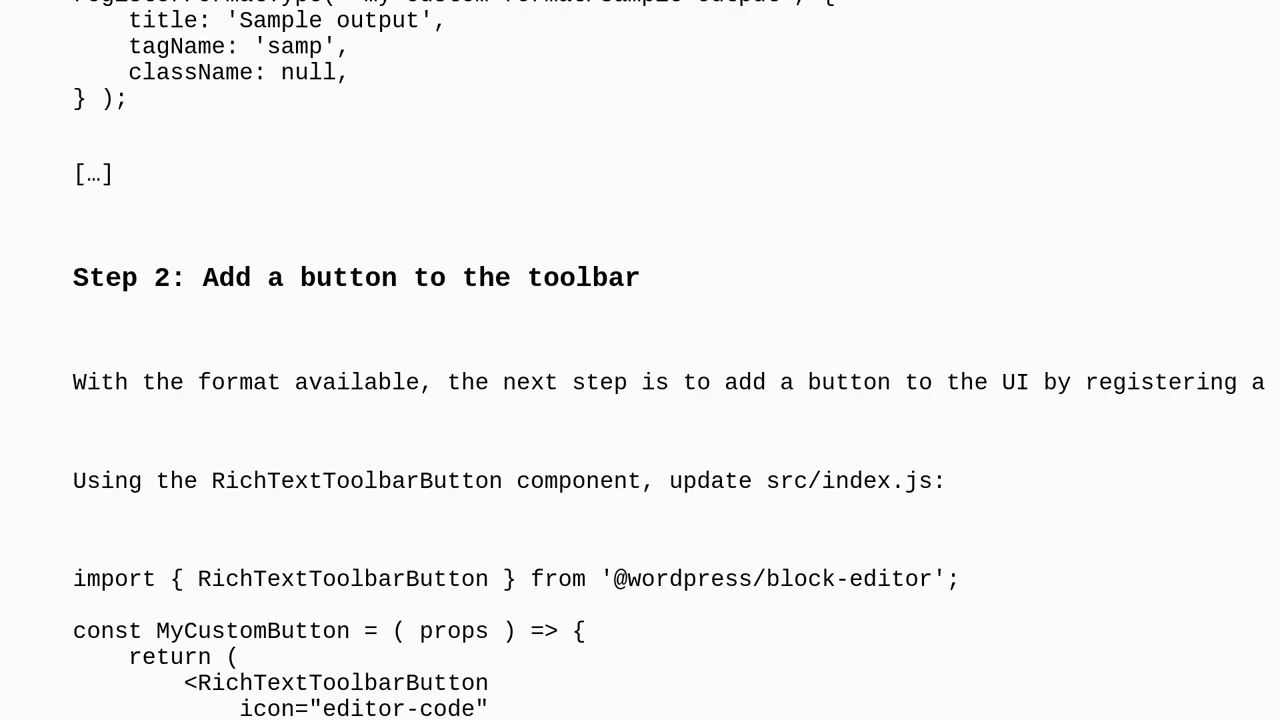 title: 'Sample output',
tagName: 'samp',
className: null,
} );
[…]
Step 2: Add a button to the toolbar
With the format available, the next step is to add a button to the UI by registering a
Using the RichTextToolbarButton component, update src/index.js:
import { RichTextToolbarButton } from '@wordpress/block-editor';
const MyCustomButton = ( props ) => {
return (
<RichTextToolbarButton
icon="editor-code"